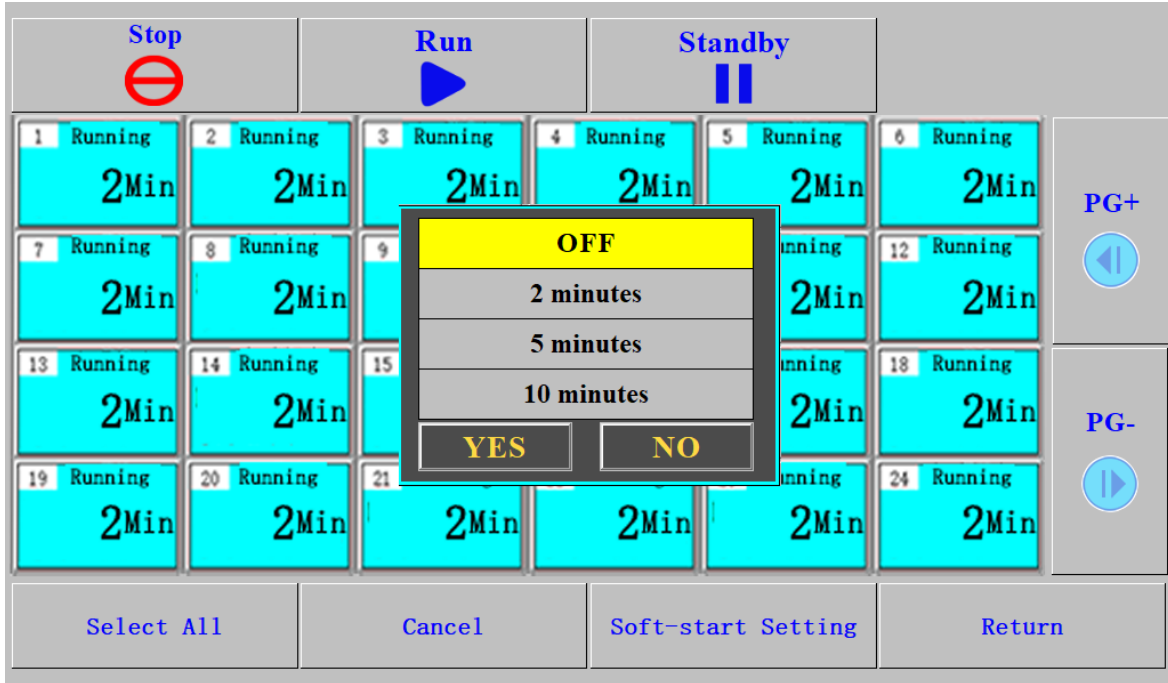 Stop Run Standby
1 Running 2 Running 3 Running 4 Running 5 Running 6 Running
2Min 2Min 2Min 2Min 2Min 2Min
PG+
OFF
7 Running 8 Running 9 12 Running
2Min 2Min 2Min 2Min
2 minutes
5 minutes
13 Running 14 Running 15 18 Running
2Min 2Min 2Min 2Min
10 minutes
PG-
YES NO
19 Running 20 Running 21 24 Running
2Min 2Min 2Min 2Min 2Min 2Min
Select All Cancel Soft-start Setting Return